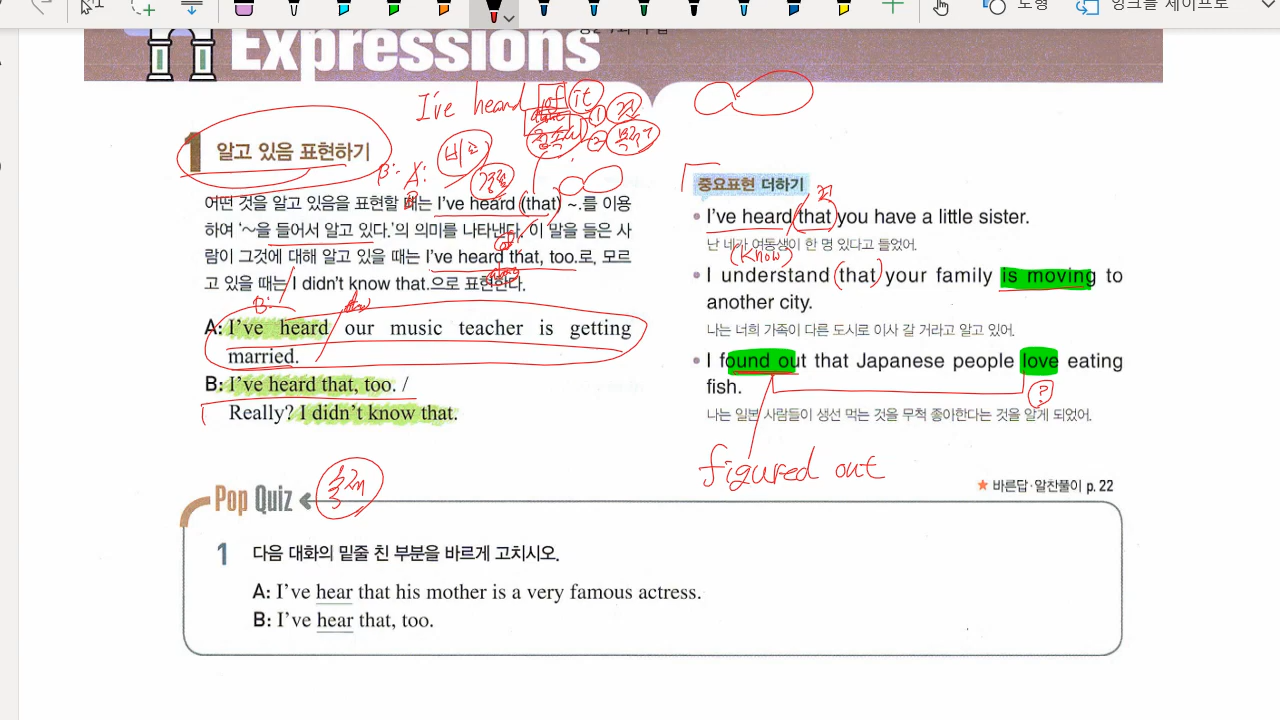 도형
잉크를 셰이프로
Expressions
I've heard of it
1 알고 있음 표현하기
어떤 것을 알고 있음을 표현할 때는 I've heard (that) ~.를 이용
하여 '~을 들어서 알고 있다.'의 의미를 나타낸다. 이 말을 들은 사
람이 그것에 대해 알고 있을 때는 I've heard that, too.로, 모르
고 있을 때는 I didn't know that.으로 표현한다.
A: I've heard our music teacher is getting
married.
B: I've heard that, too. /
Really? I didn't know that.
중요표현 더하기
• I've heard that you have a little sister.
난 네가 여동생이 한 명 있다고 들었어.
(know)
• I understand (that) your family is moving to
another city.
나는 너희 가족이 다른 도시로 이사 갈 거라고 알고 있어.
• I found out that Japanese people love eating
fish.
?
나는 일본 사람들이 생선 먹는 것을 무척 좋아한다는 것을 알게 되었어.
figured out
★ 바른답·알찬풀이 p. 22
Pop Quiz
출제
1 다음 대화의 밑줄 친 부분을 바르게 고치시오.
A: I've hear that his mother is a very famous actress.
B: I've hear that, too.